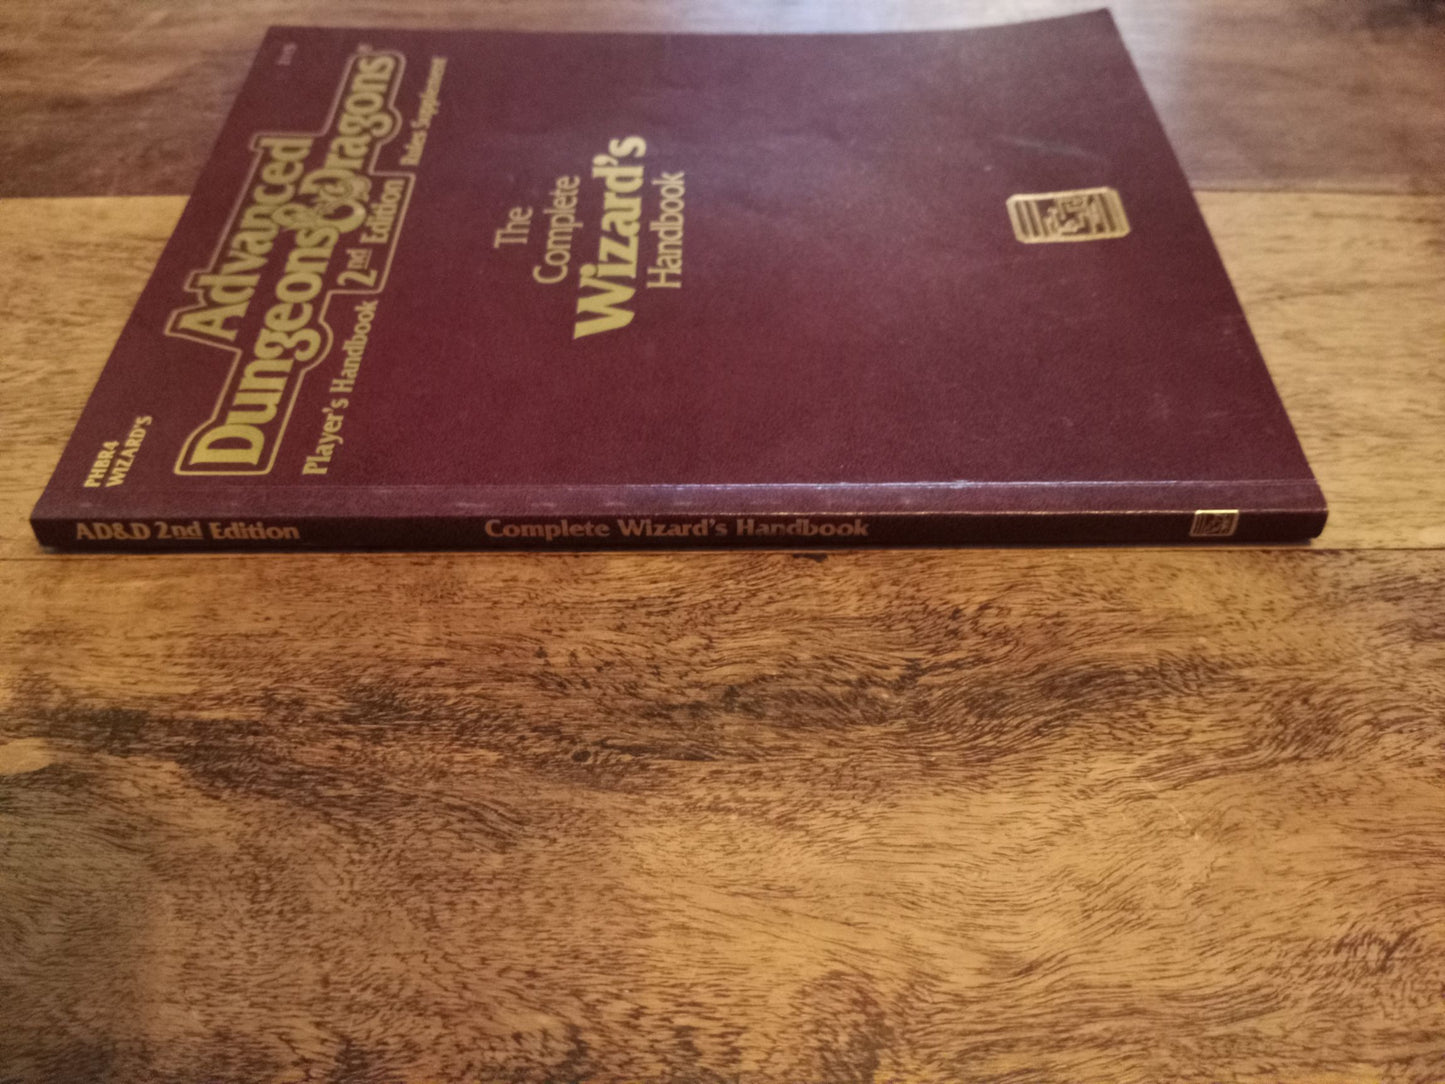 PHBR4
WIZARD'S
Advanced
Dungeons & Dragons®
2nd Edition
Player's Handbook Rules Supplement
The
Complete
Wizard's
Handbook
AD&D 2nd Edition
Complete Wizard's Handbook